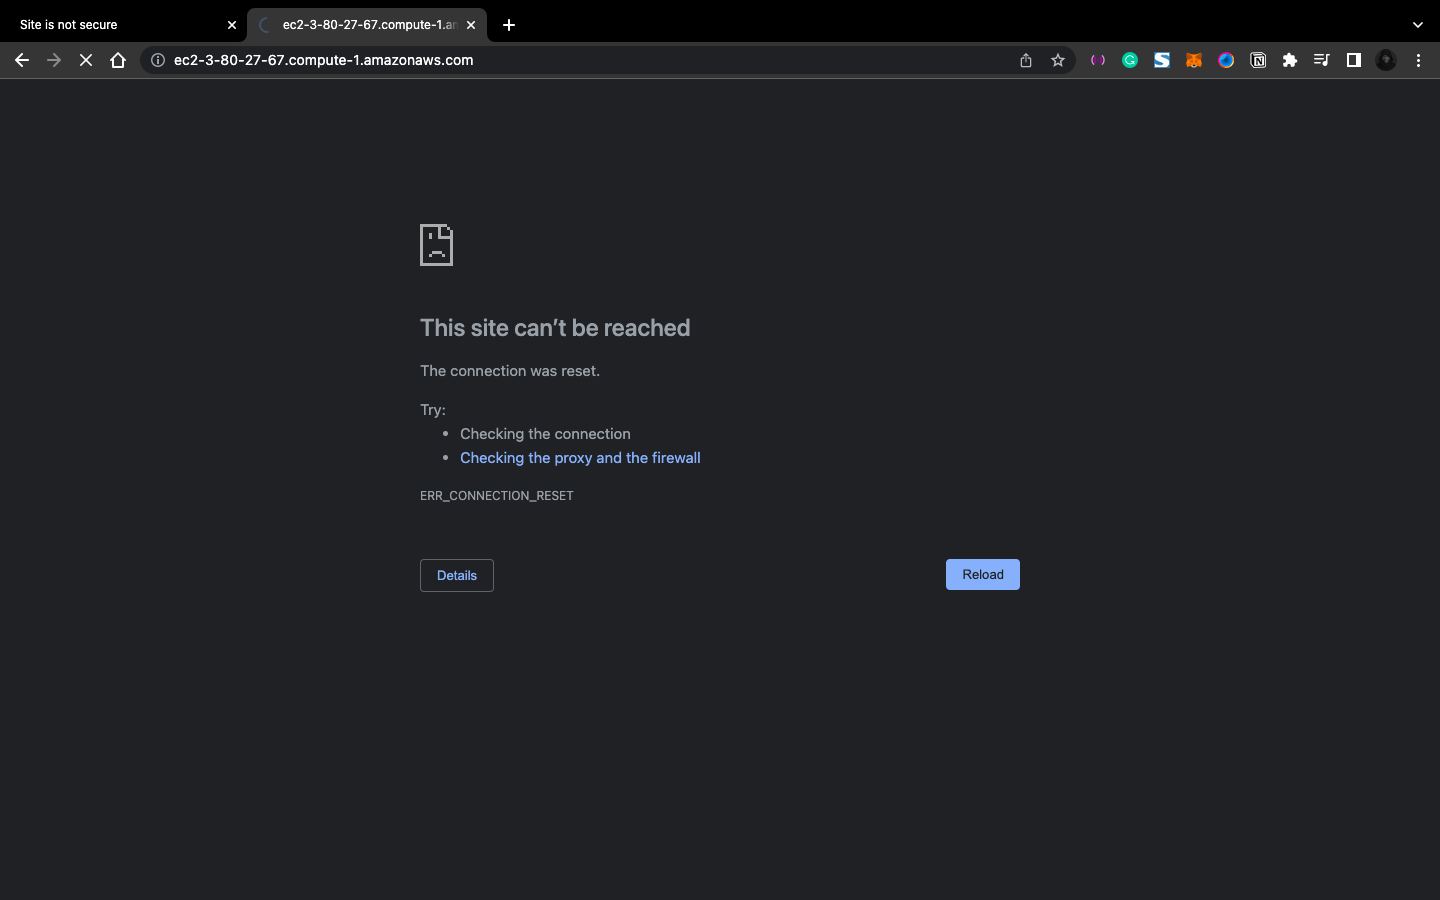 Site is not secure
ec2-3-80-27-67.compute-1.an
ec2-3-80-27-67.compute-1.amazonaws.com
This site can't be reached
The connection was reset.
Try:
• Checking the connection
• Checking the proxy and the firewall
ERR_CONNECTION_RESET
Details
Reload